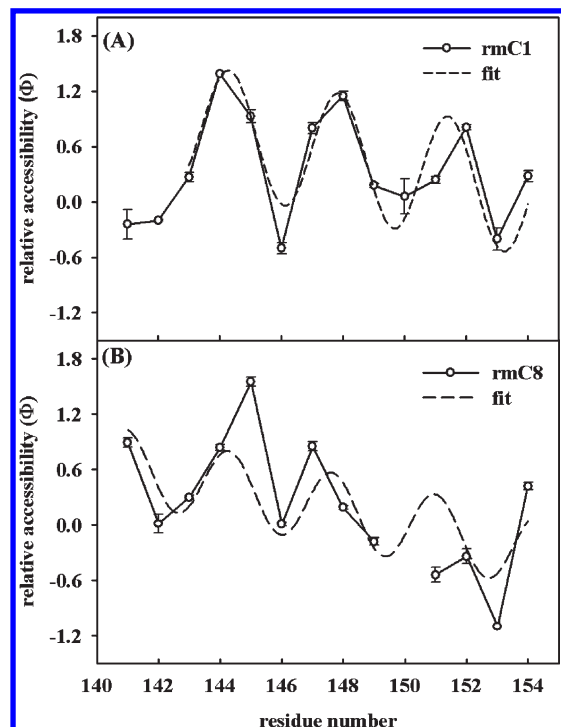 (A)
rmC1
fit
relative accessibility (Φ)
1.8
1.2
0.6
0.0
-0.6
-1.2
(B)
rmC8
fit
relative accessibility (Φ)
1.8
1.2
0.6
0.0
-0.6
-1.2
140 142 144 146 148 150 152 154
residue number